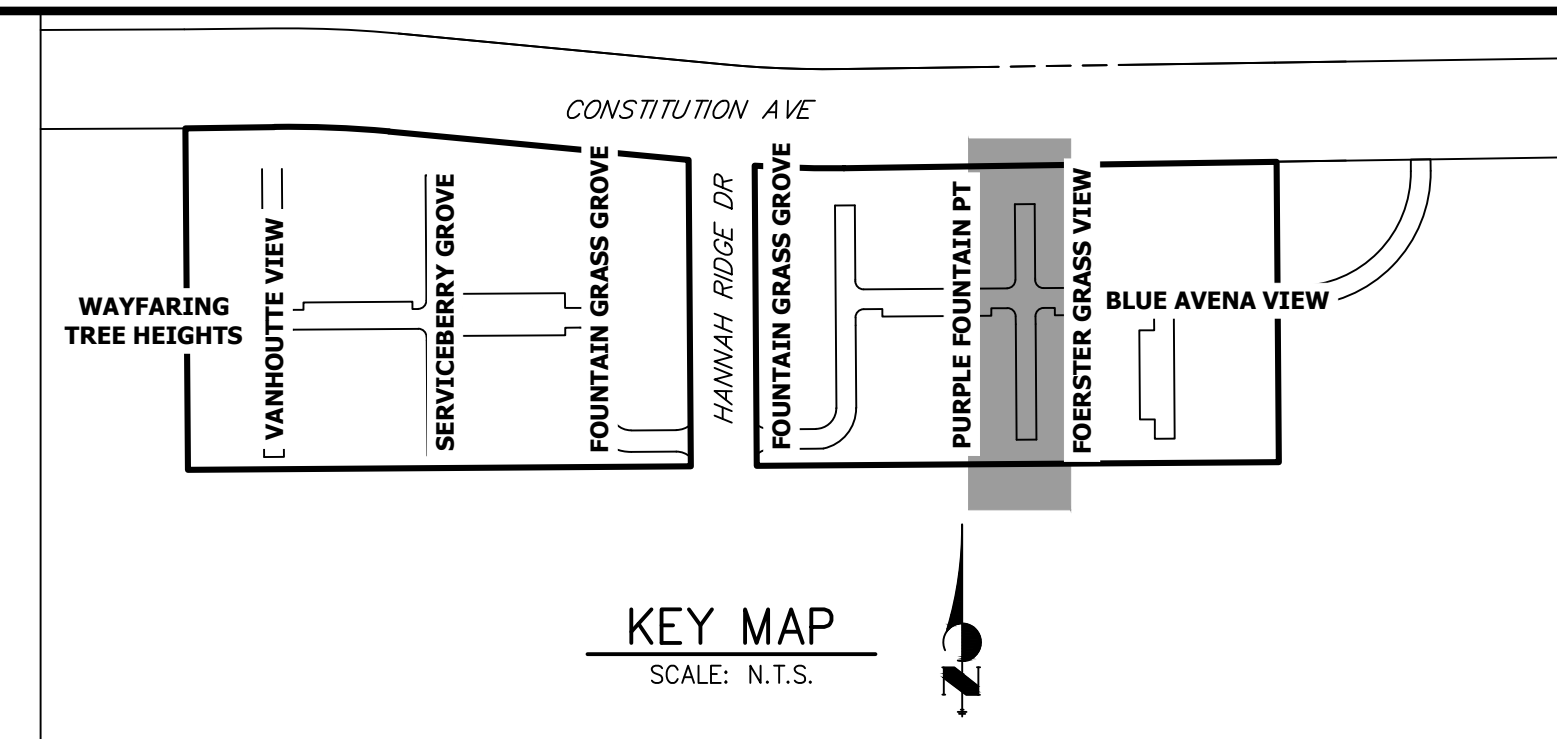 CONSTITUTION AVE
WAYFARING
TREE HEIGHTS
VANHOUTTE VIEW
SERVICEBERRY GROVE
FOUNTAIN GRASS GROVE
HANNAH RIDGE DR
FOUNTAIN GRASS GROVE
PURPLE FOUNTAIN PT
FOERSTER GRASS VIEW
BLUE AVENA VIEW
KEY MAP
SCALE: N.T.S.
N